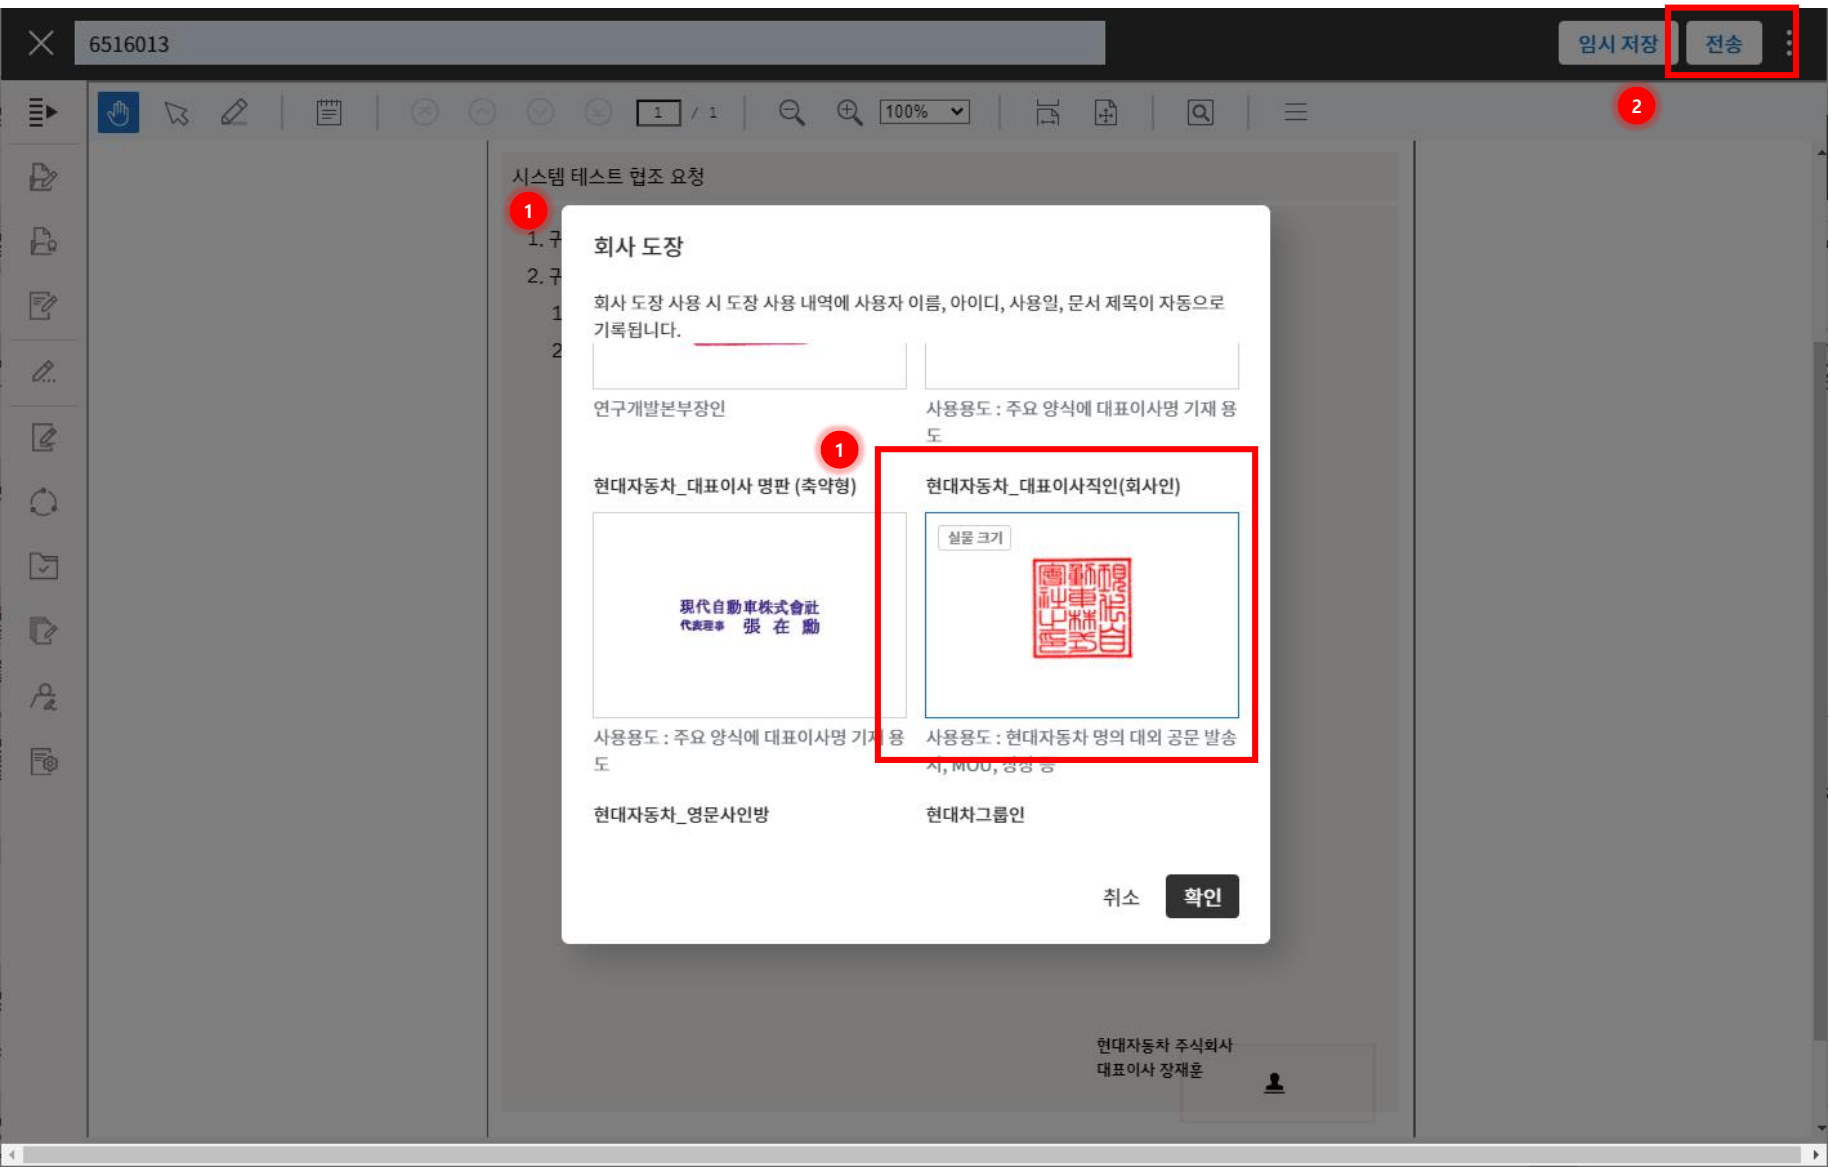 6516013
임시 저장
전송
2
1 / 1
100%
시스템 테스트 협조 요청
1
1. 구
2. 구
1
2
회사 도장
회사 도장 사용 시 도장 사용 내역에 사용자 이름, 아이디, 사용일, 문서 제목이 자동으로
기록됩니다.
연구개발본부장인
사용용도 : 주요 양식에 대표이사명 기재 용
도
1
현대자동차_대표이사 명판 (축약형)
현대자동차_대표이사직인(회사인)
실물 크기
現代自動車株式會社
代表理事 張 在 勳
사용용도 : 주요 양식에 대표이사명 기재 용
도
사용용도 : 현대자동차 명의 대외 공문 발송
시, MOU, 상장 등
현대자동차_영문사인방
현대차그룹인
취소
확인
현대자동차 주식회사
대표이사 장재훈